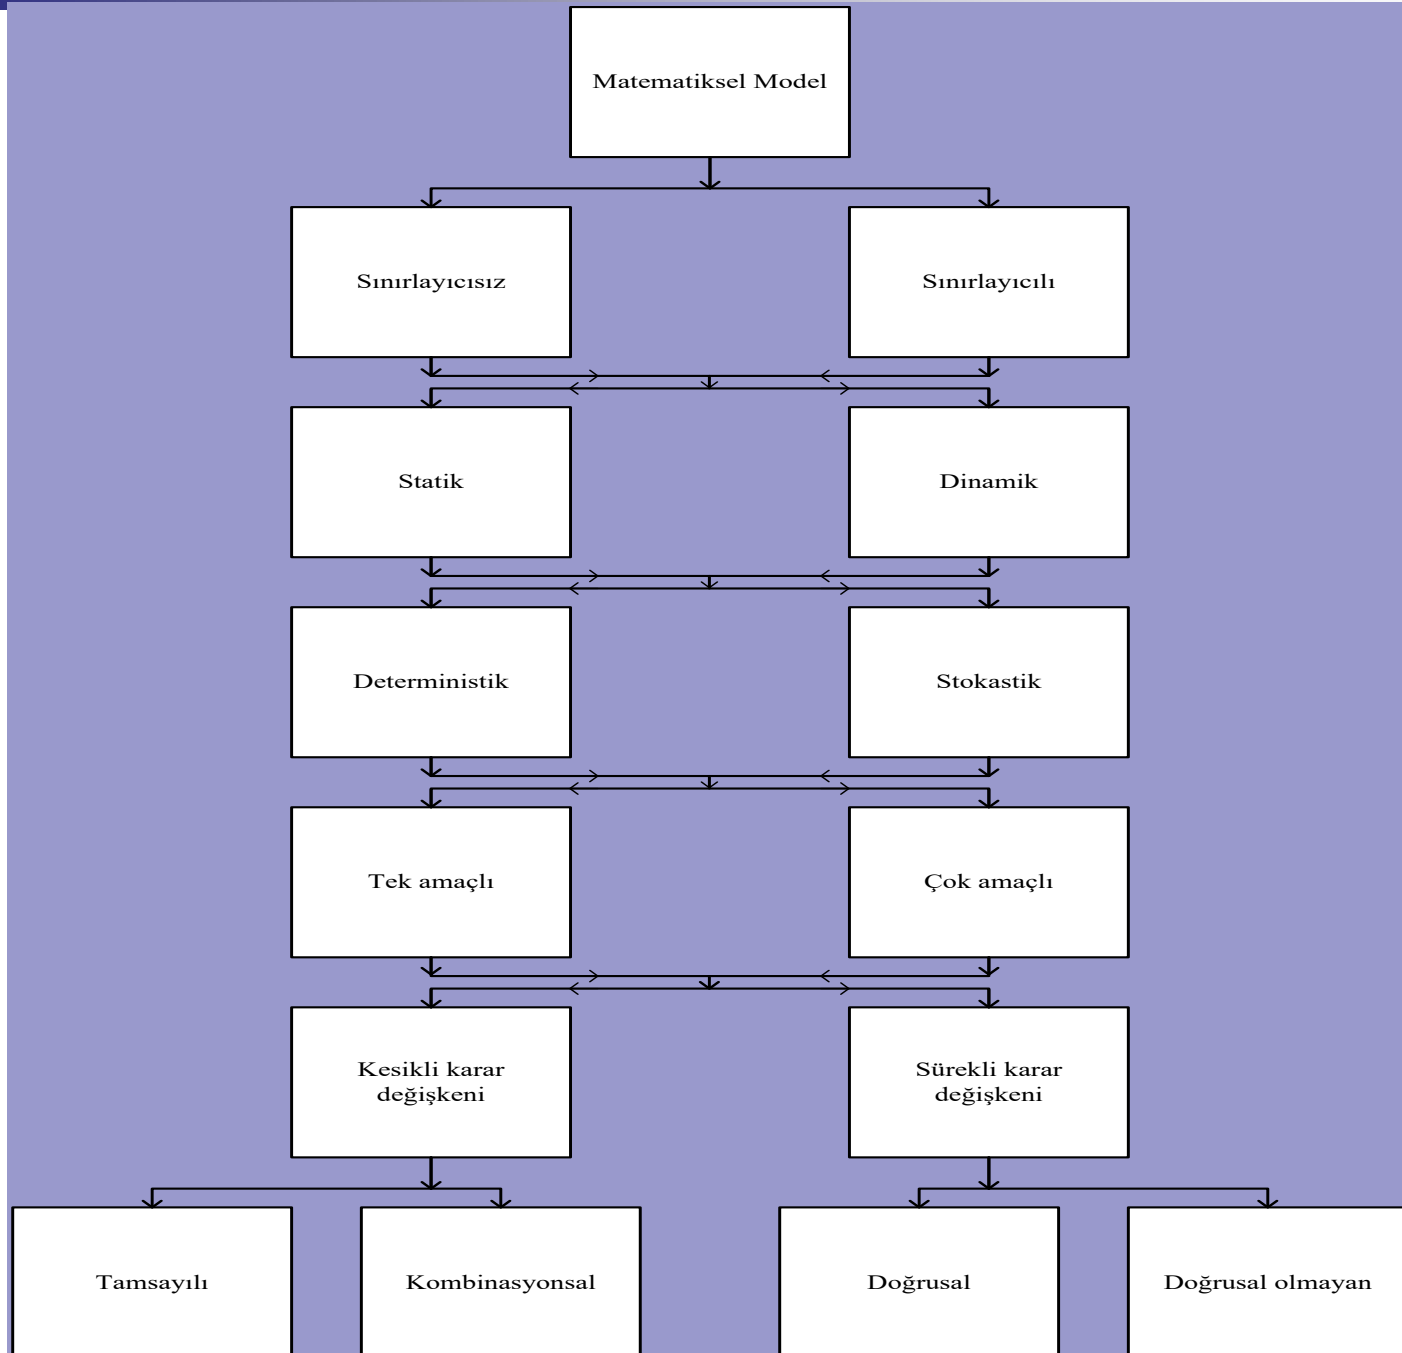 Matematiksel Model
Sınırlayıcısız
Sınırlayıcılı
Statik
Dinamik
Deterministik
Stokastik
Tek amaçlı
Çok amaçlı
Kesikli karar
değişkeni
Sürekli karar
değişkeni
Tamsayılı
Kombinasyonsal
Doğrusal
Doğrusal olmayan